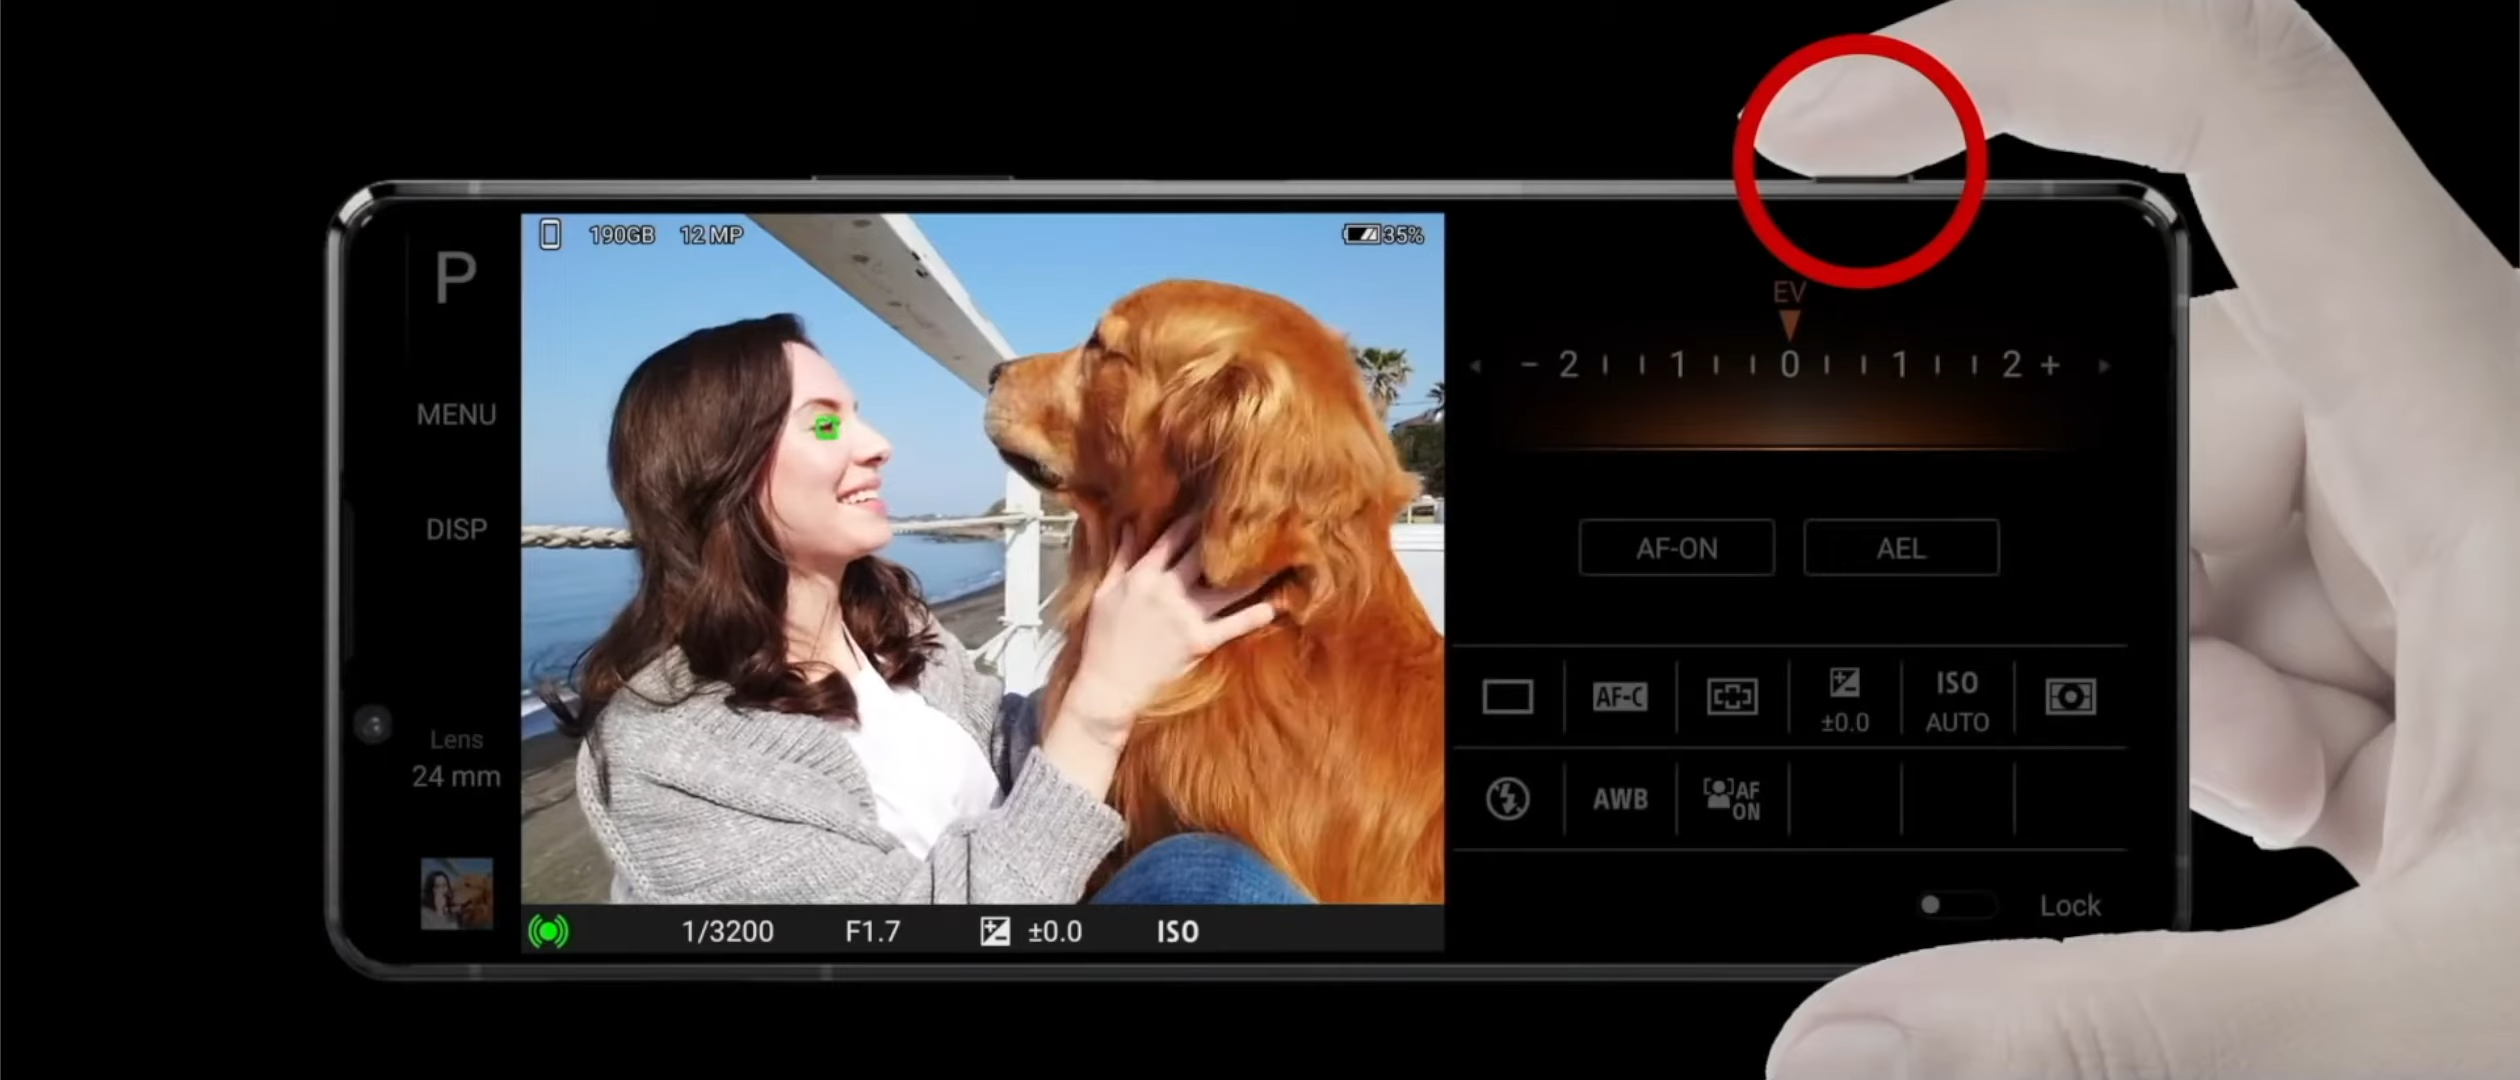 190GB 12 MP 35%
P
EV
− 2 1 0 1 2 +
MENU
DISP
AF-ON AEL
AF-C
±0.0
ISO
AUTO
Lens
24 mm
AWB
AF
ON
Lock
1/3200 F1.7 ±0.0 ISO